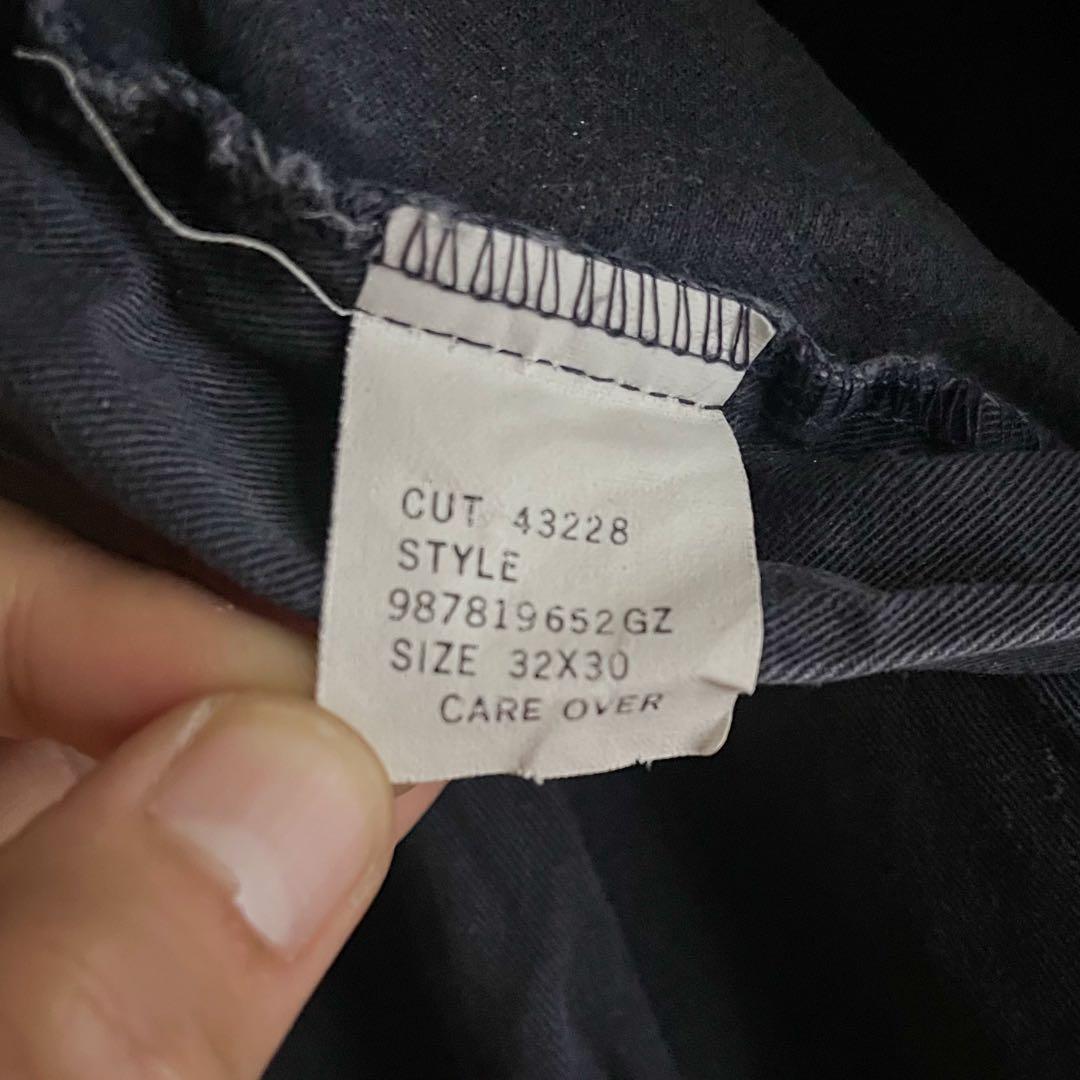 CUT 43228
STYLE
987819652GZ
SIZE 32X30
CARE OVER